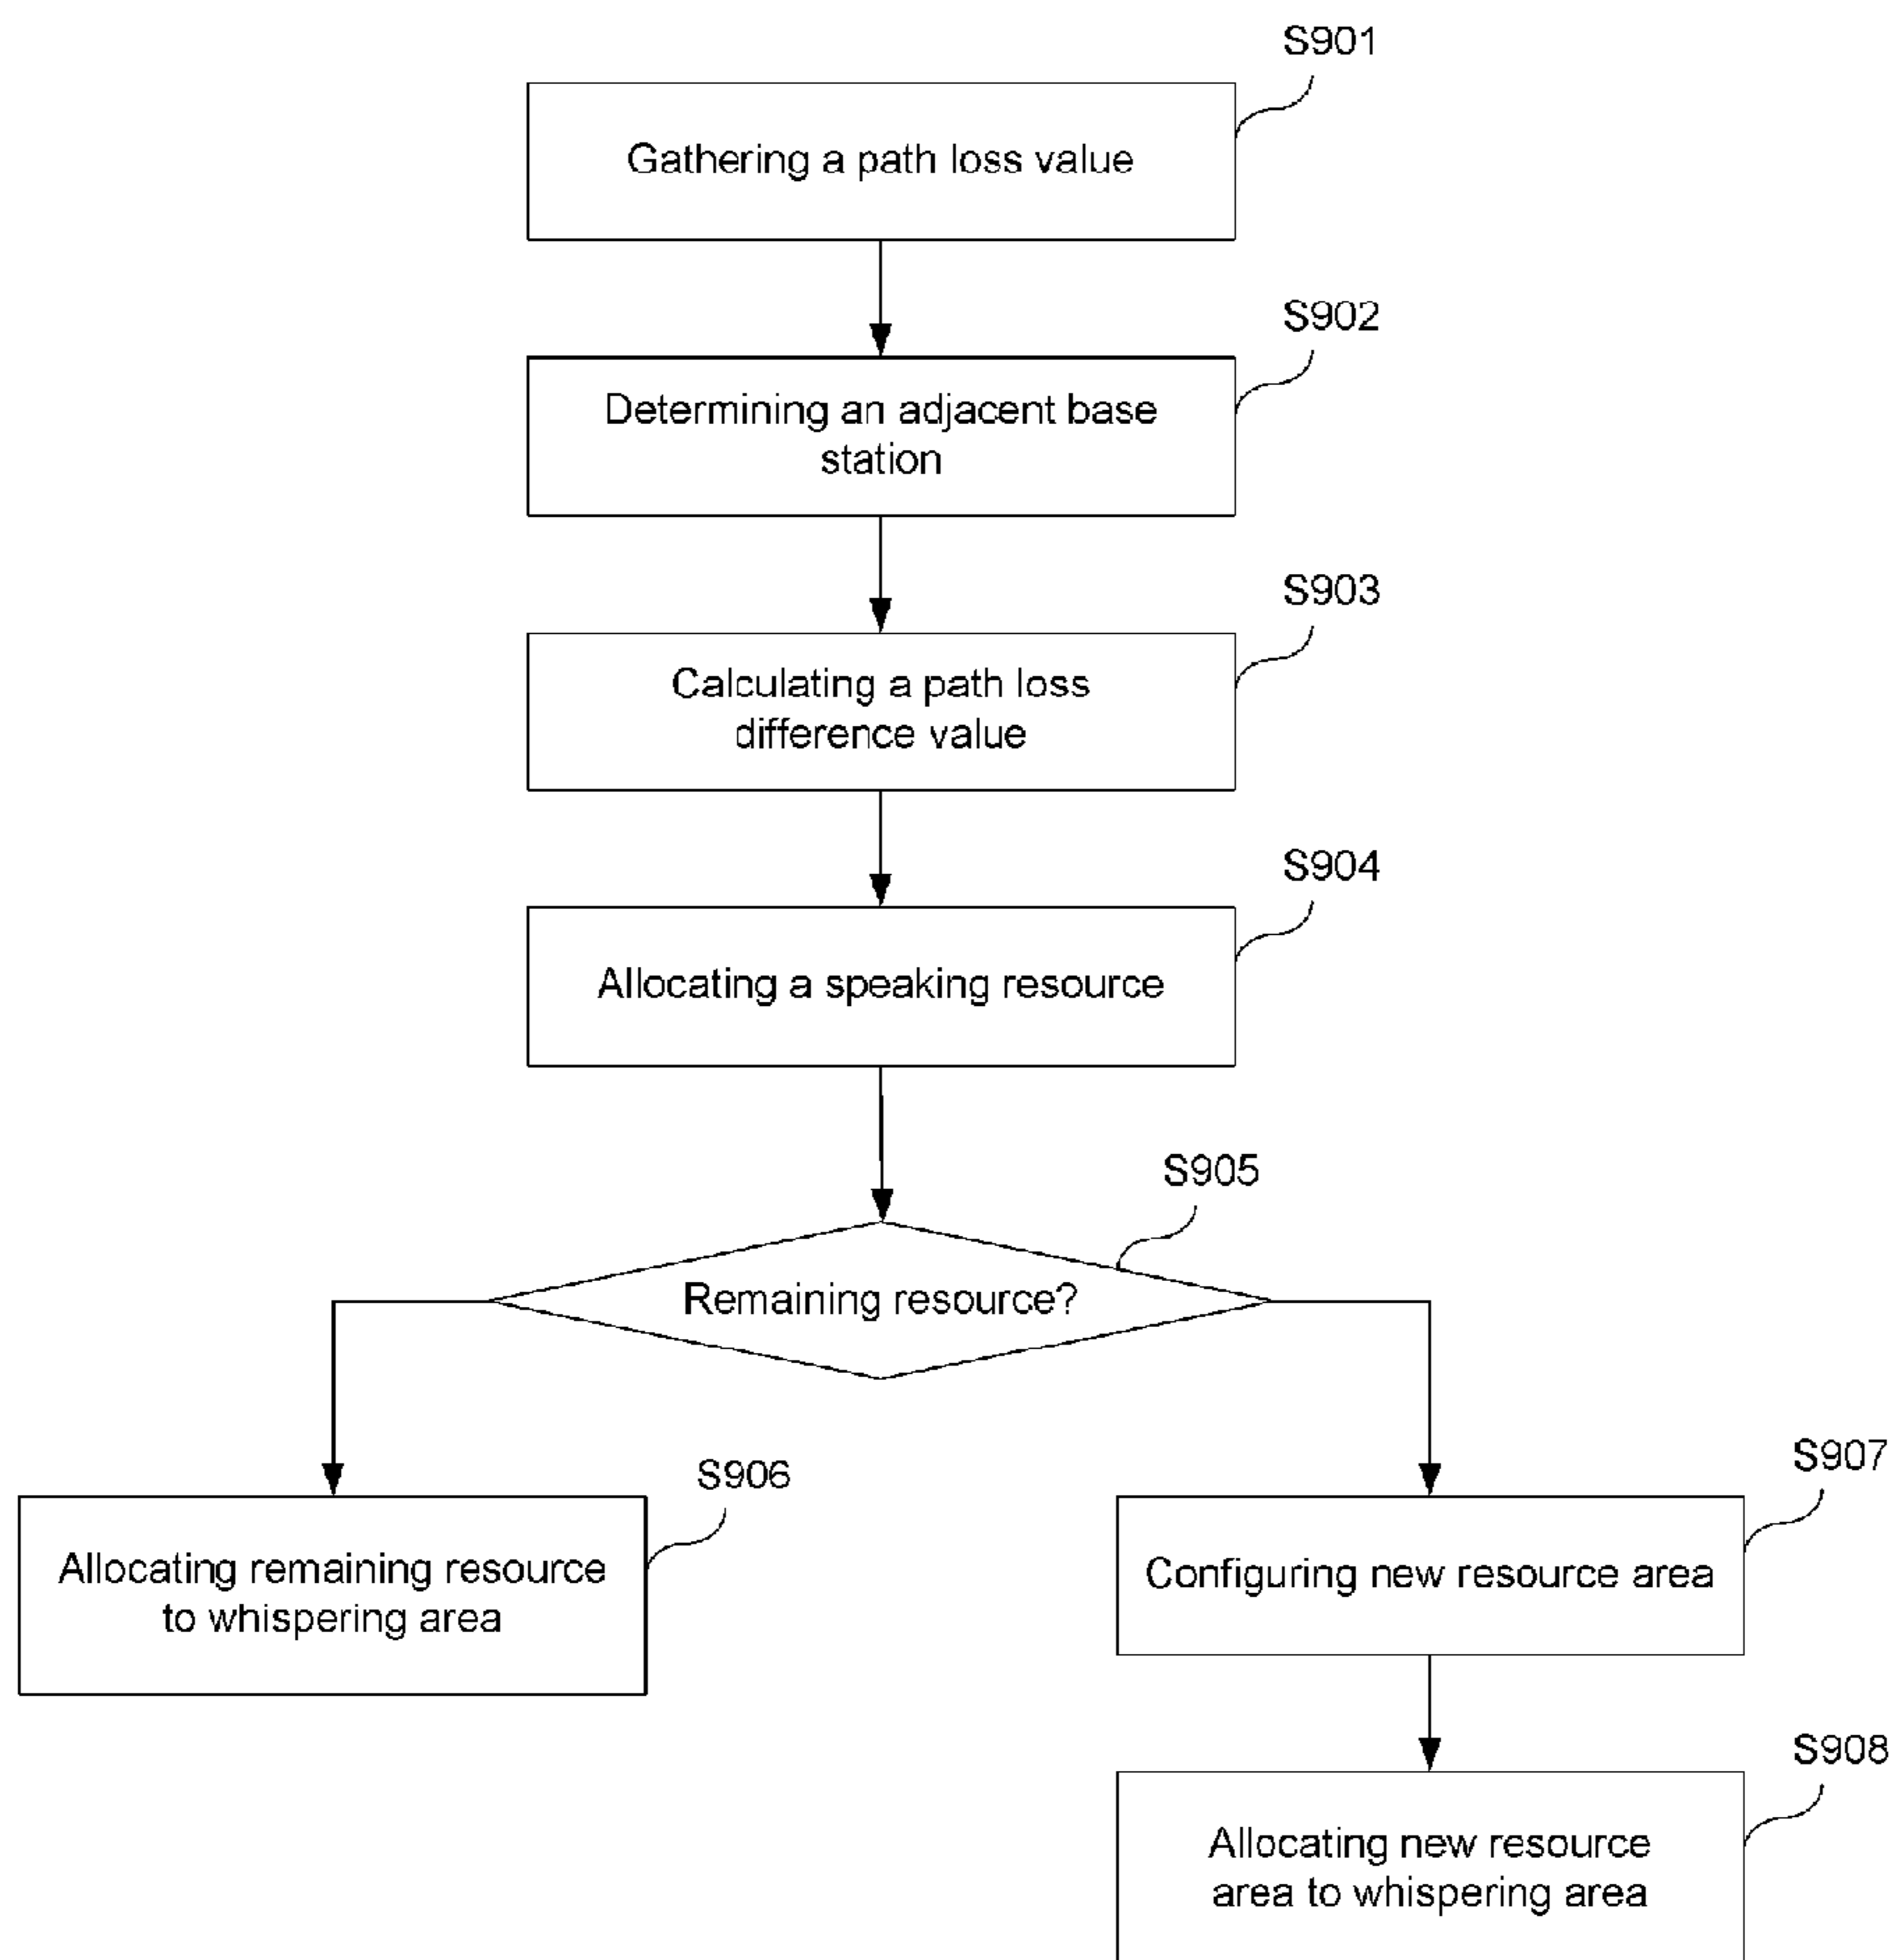 S901
Gathering a path loss value
S902
Determining an adjacent base
station
S903
Calculating a path loss
difference value
S904
Allocating a speaking resource
S905
Remaining resource?
S906
Allocating remaining resource
to whispering area
S907
Configuring new resource area
S908
Allocating new resource
area to whispering area